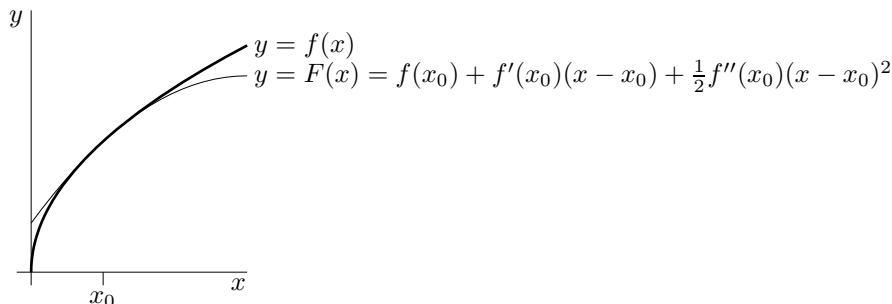 y
y = f(x)
y = F(x) = f(x₀) + f′(x₀)(x − x₀) + ½f″(x₀)(x − x₀)²
x
x₀